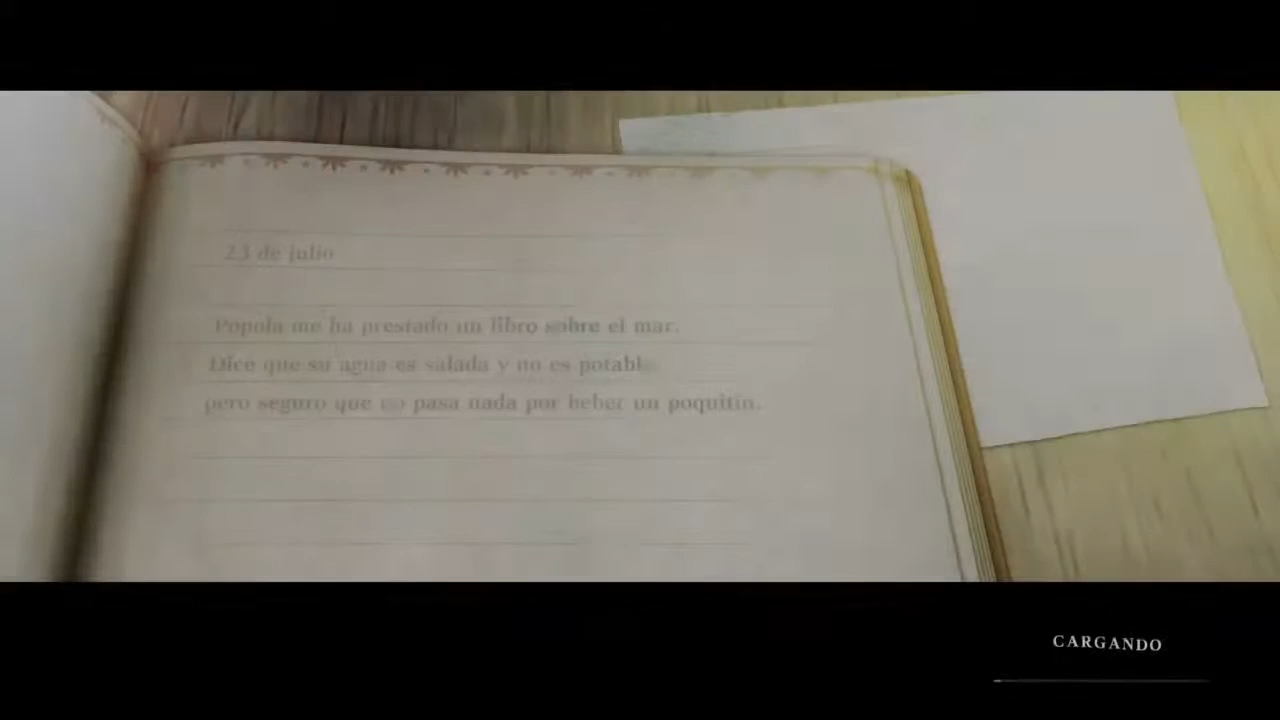 23 de julio
Popola me ha prestado un libro sobre el mar.
Dice que su agua es salada y no es potable
pero seguro que no pasa nada por beber un poquitín.
CARGANDO